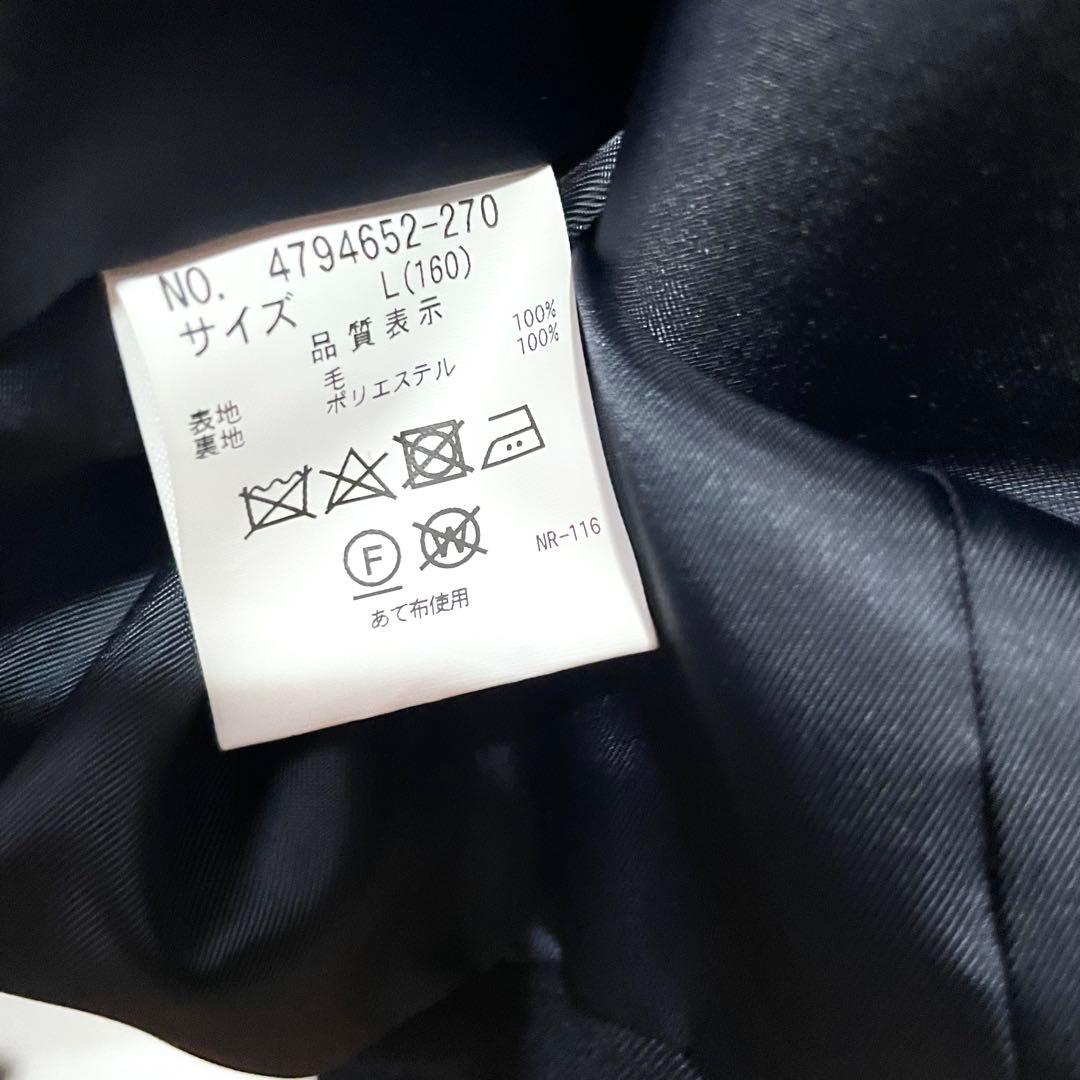 NO. 4794652-270
サイズ L(160)
品質表示
表地 毛 100%
裏地 ポリエステル 100%
F W
NR-116
あて布使用